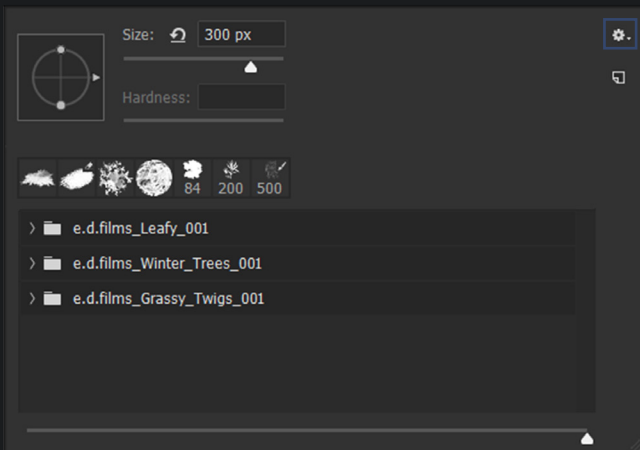 Size: 300 px
Hardness:
84 200 500
e.d.films_Leafy_001
e.d.films_Winter_Trees_001
e.d.films_Grassy_Twigs_001